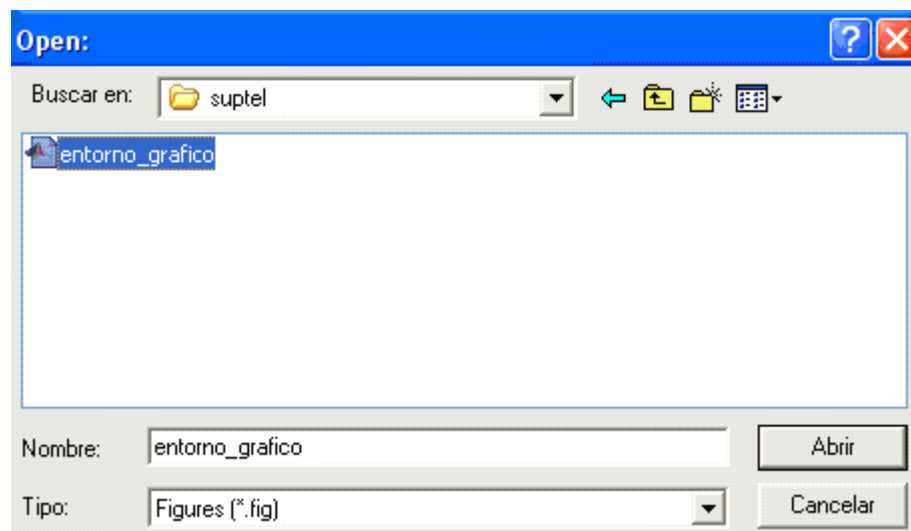 Open:
Buscar en: suptel
entorno_grafico
Nombre: entorno_grafico Abrir
Tipo: Figures (*.fig) Cancelar